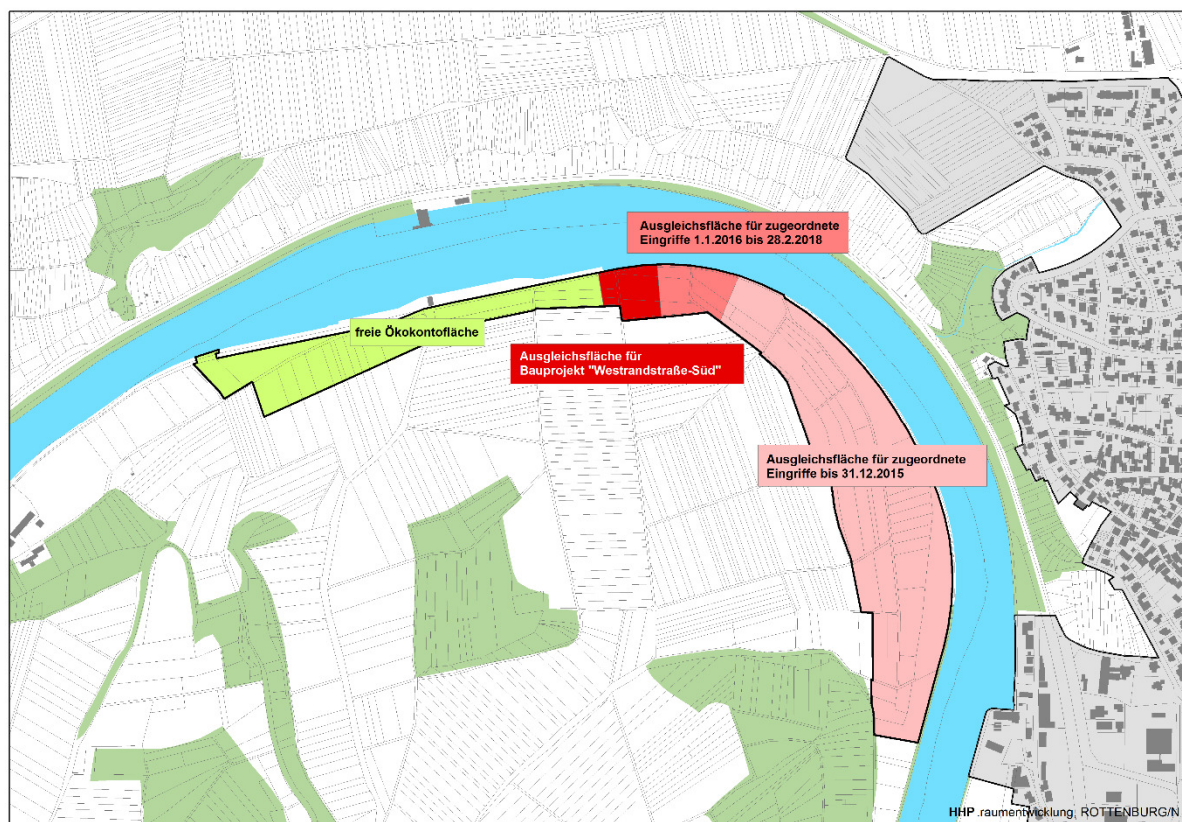 Ausgleichsfläche für zugeordnete
Eingriffe 1.1.2016 bis 28.2.2018
freie Ökokontofläche
Ausgleichsfläche für
Bauprojekt "Westrandstraße-Süd"
Ausgleichsfläche für zugeordnete
Eingriffe bis 31.12.2015
HHP.raumentwicklung, ROTTENBURG/N